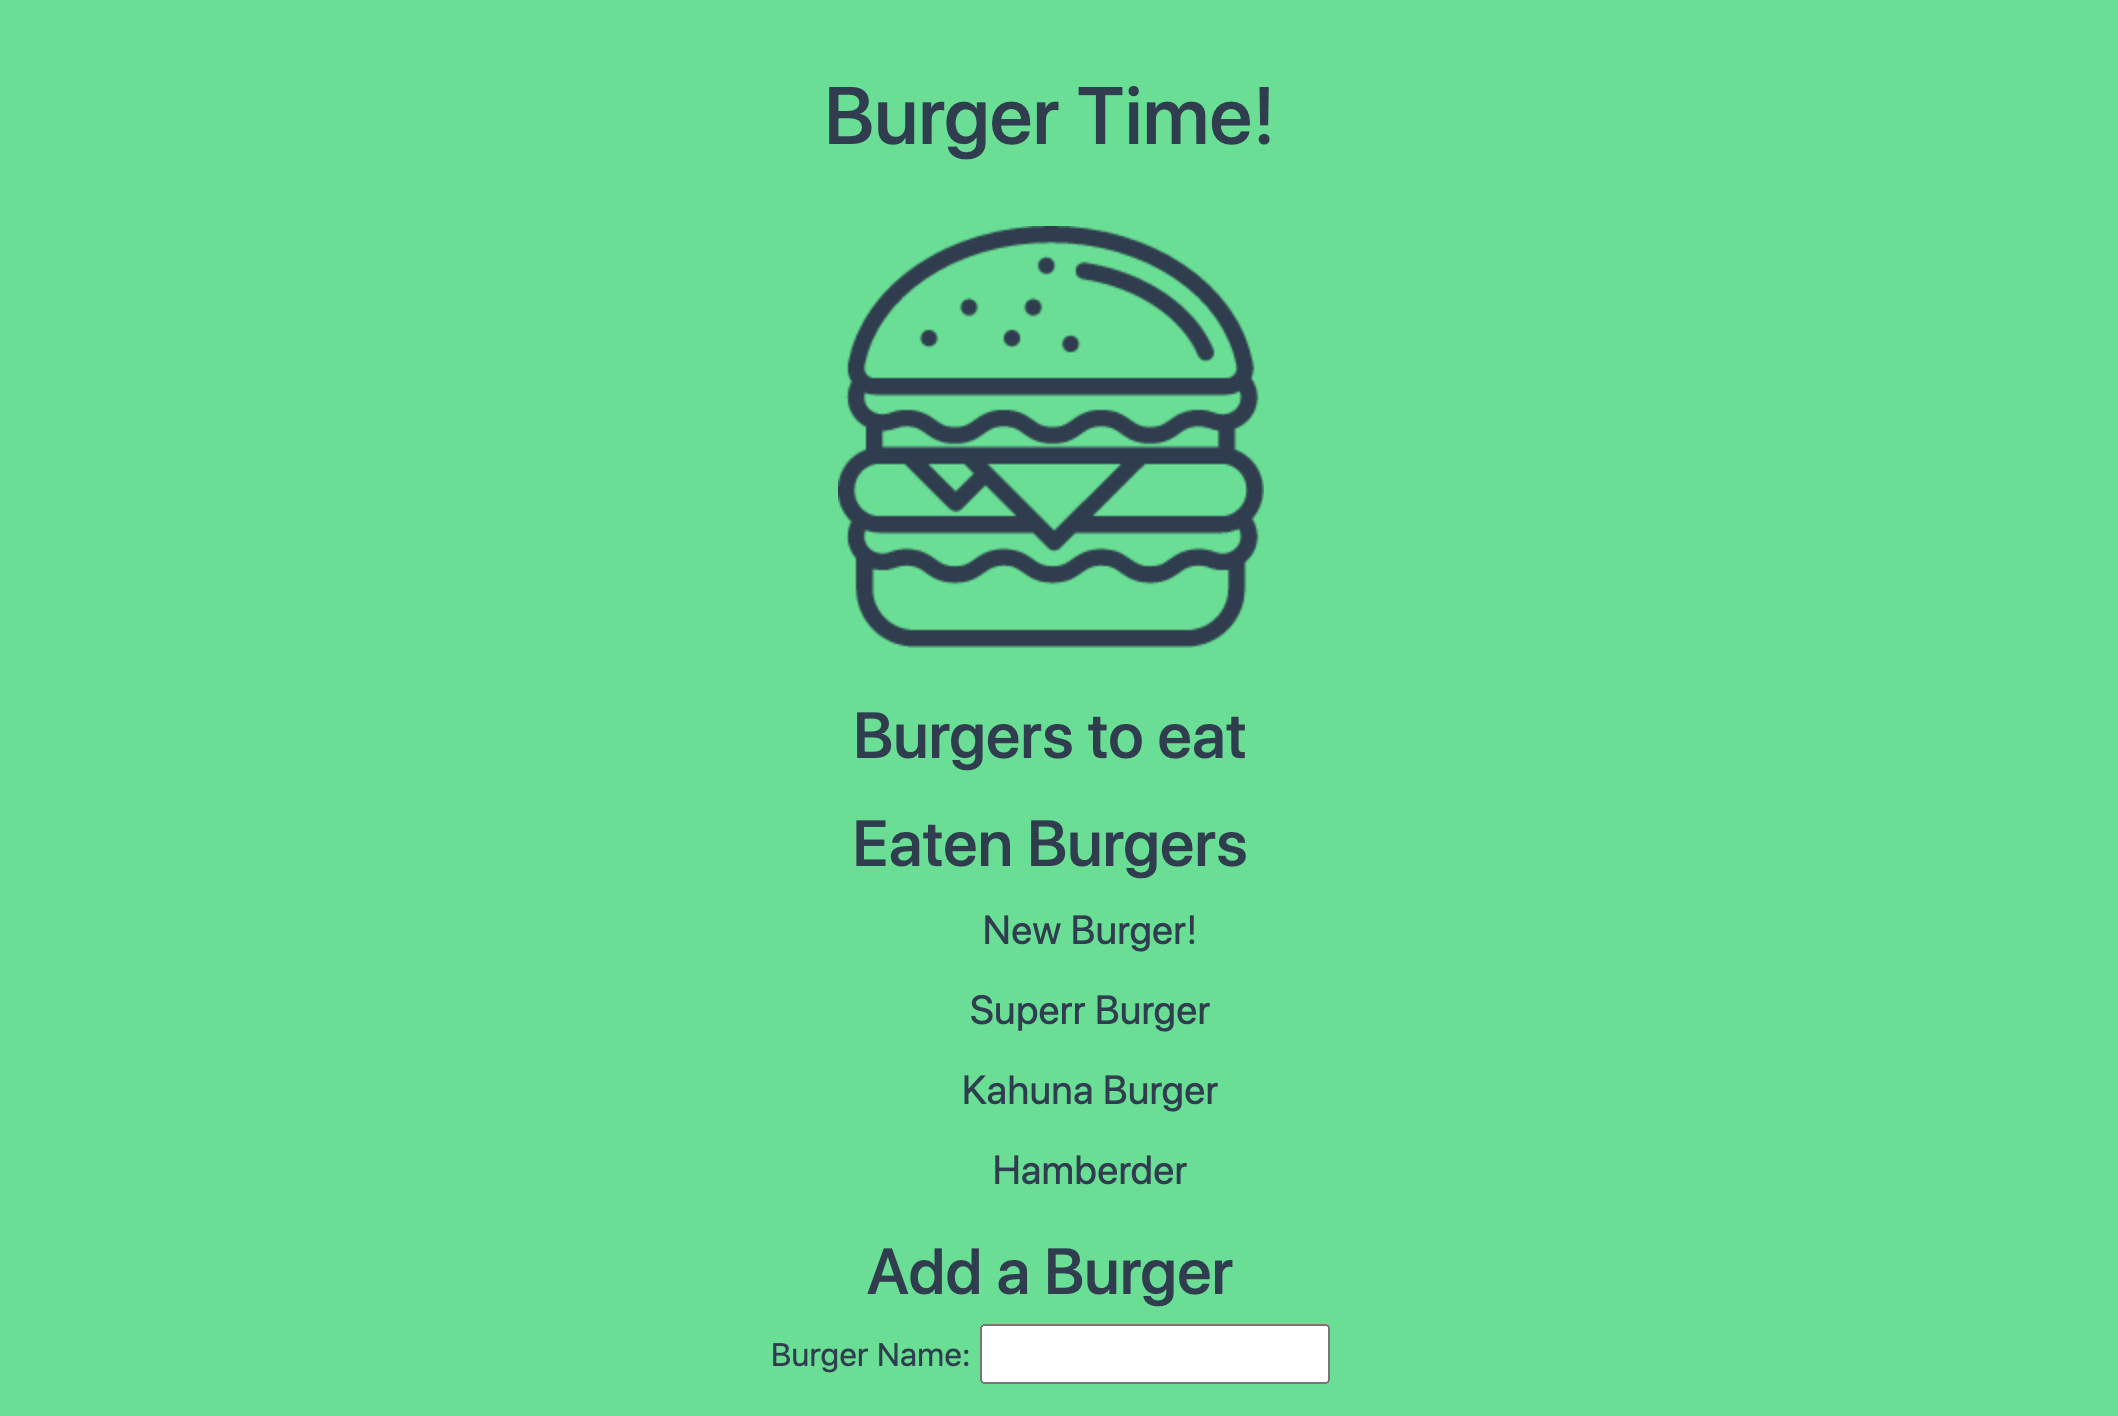 Burger Time!
Burgers to eat
Eaten Burgers
New Burger!
Superr Burger
Kahuna Burger
Hamberder
Add a Burger
Burger Name: